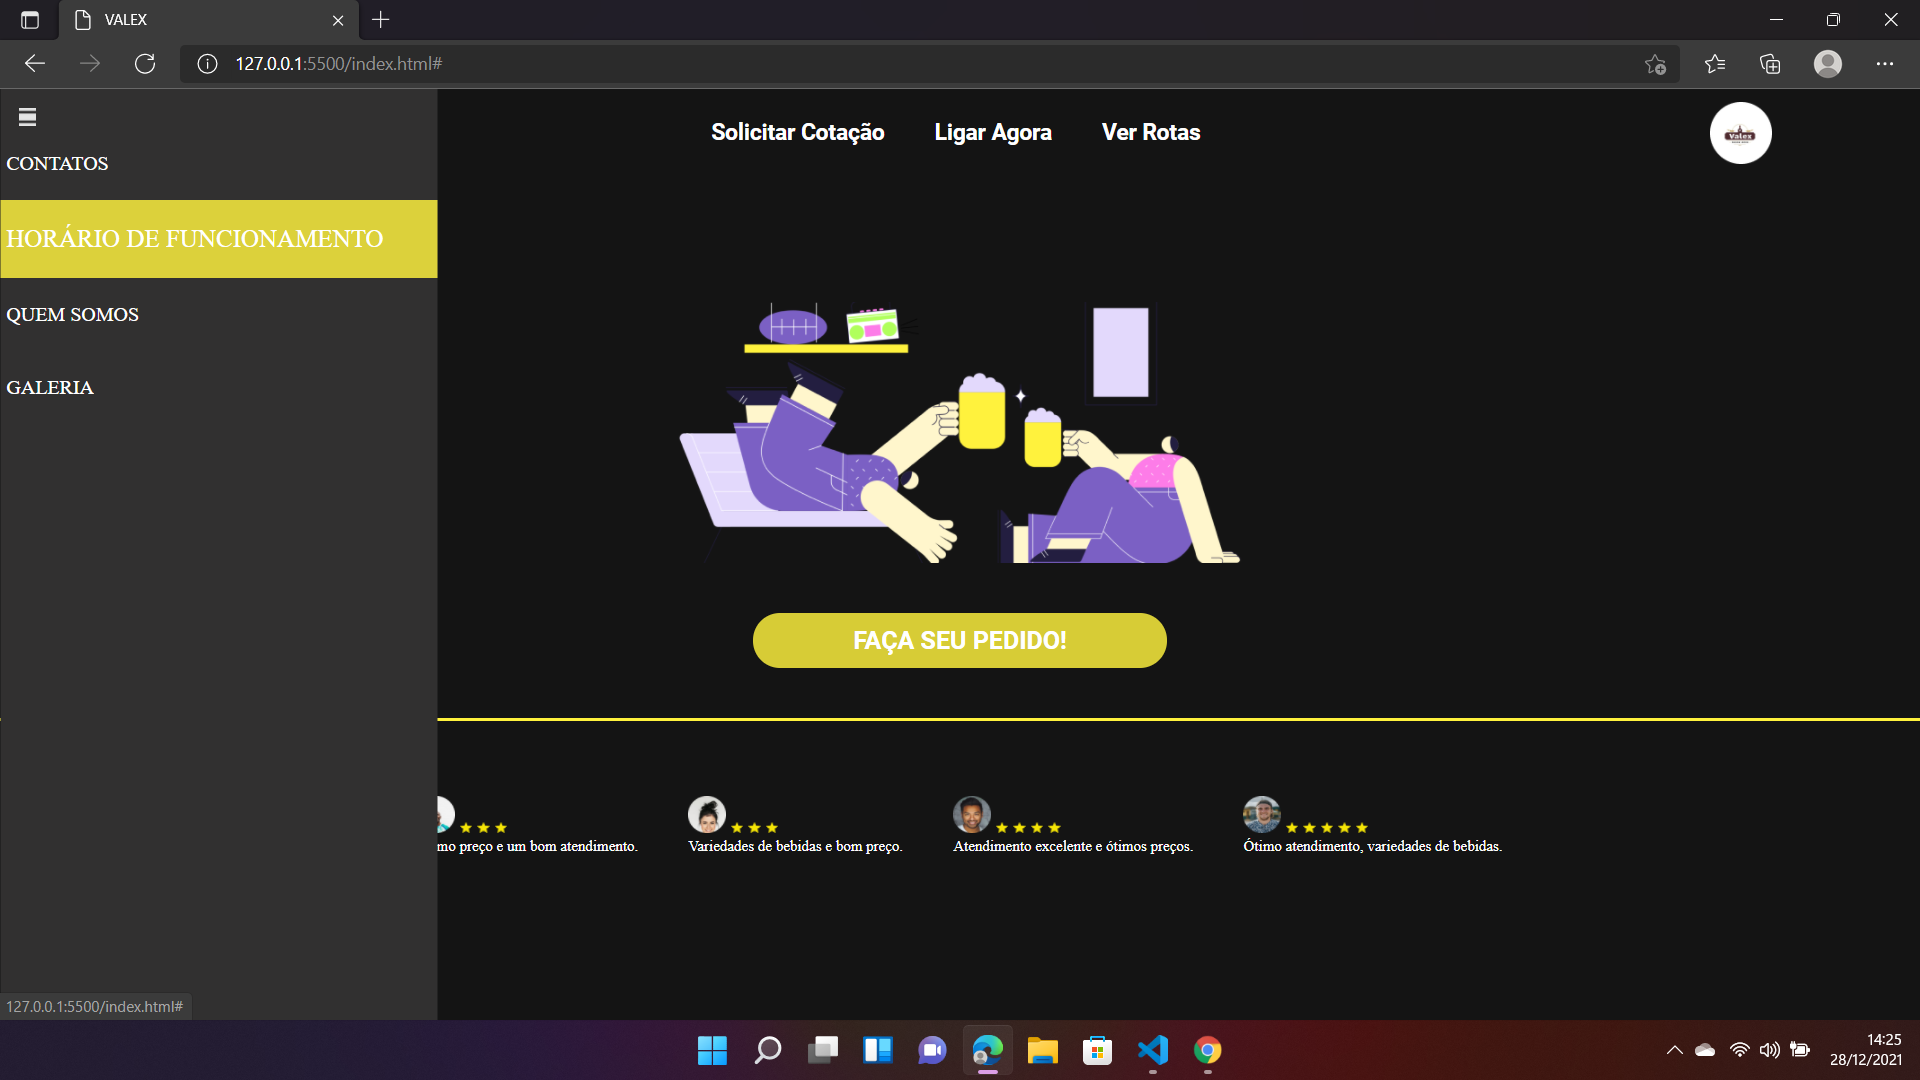 VALEX
127.0.0.1:5500/index.html#
Solicitar Cotação Ligar Agora Ver Rotas
Valex
CONTATOS
HORÁRIO DE FUNCIONAMENTO
QUEM SOMOS
GALERIA
FAÇA SEU PEDIDO!
mo preço e um bom atendimento.
Variedades de bebidas e bom preço.
Atendimento excelente e ótimos preços.
Ótimo atendimento, variedades de bebidas.
127.0.0.1:5500/index.html#
14:25
28/12/2021